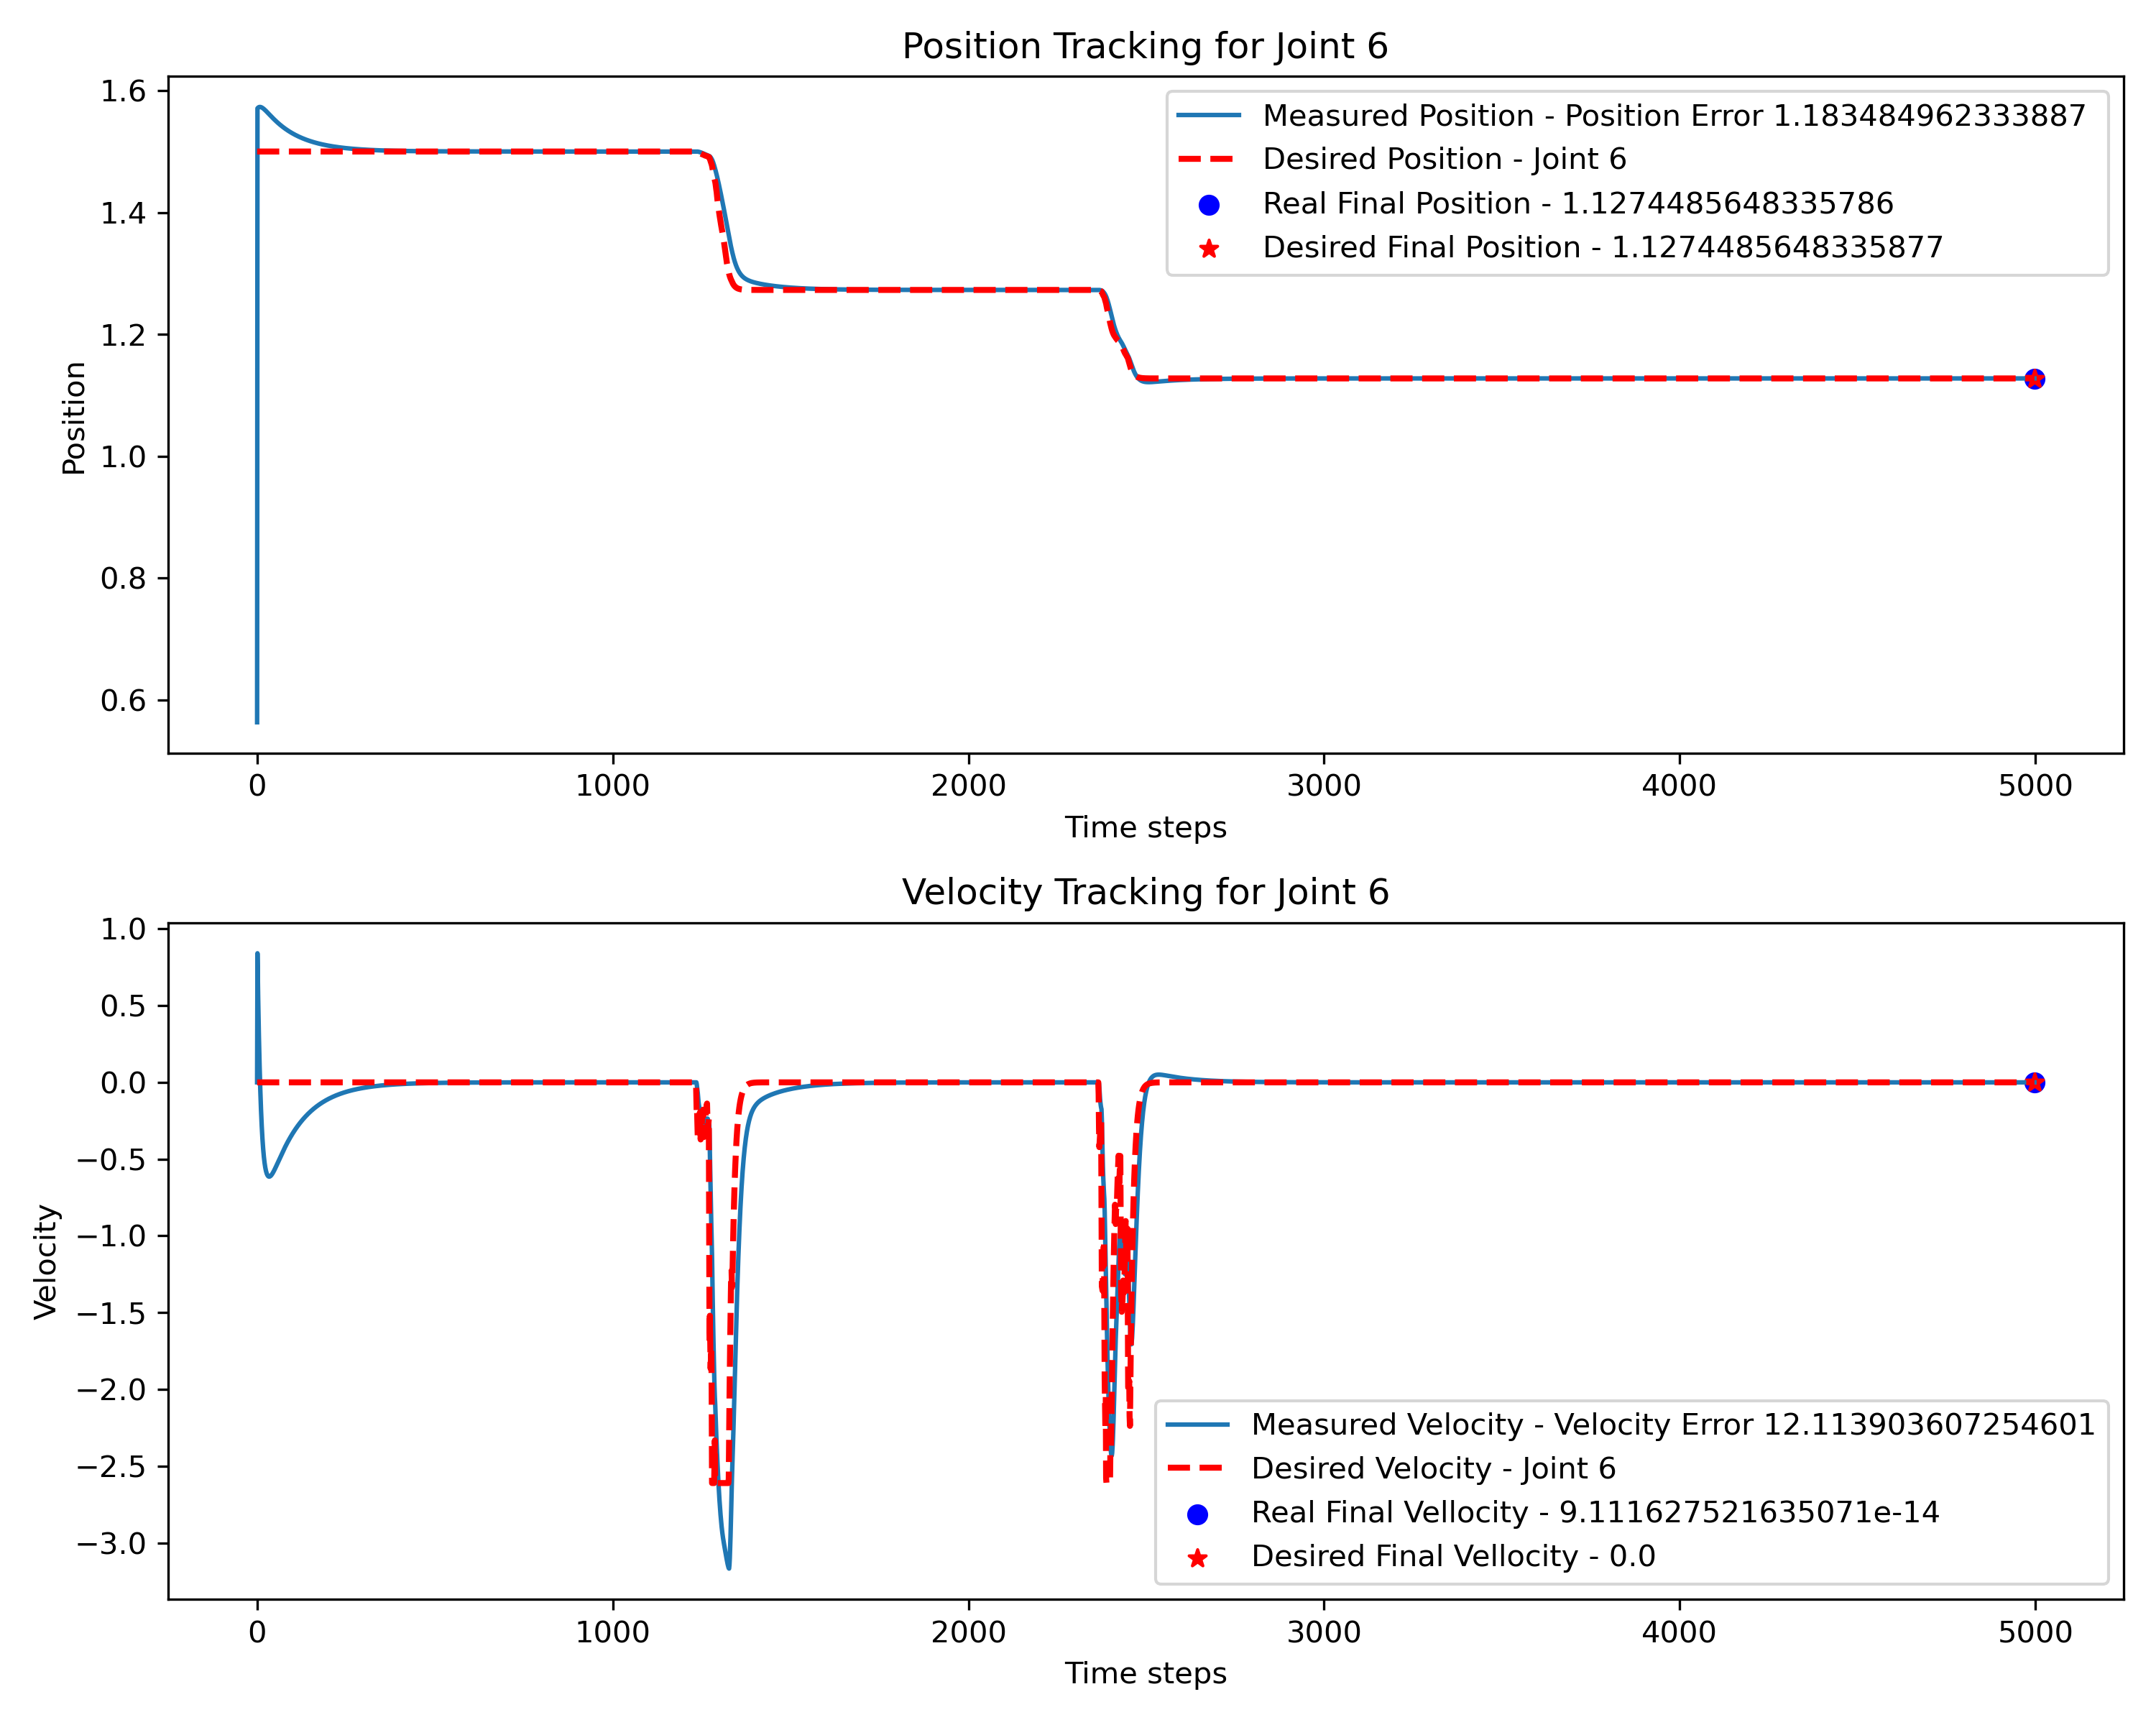 Position Tracking for Joint 6
1.6
1.4
1.2
1.0
0.8
0.6
Position
Measured Position - Position Error 1.183484962333887
Desired Position - Joint 6
Real Final Position - 1.1274485648335786
Desired Final Position - 1.1274485648335877
0 1000 2000 3000 4000 5000
Time steps
Velocity Tracking for Joint 6
1.0
0.5
0.0
−0.5
−1.0
−1.5
−2.0
−2.5
−3.0
Velocity
Measured Velocity - Velocity Error 12.113903607254601
Desired Velocity - Joint 6
Real Final Vellocity - 9.111627521635071e-14
Desired Final Vellocity - 0.0
0 1000 2000 3000 4000 5000
Time steps